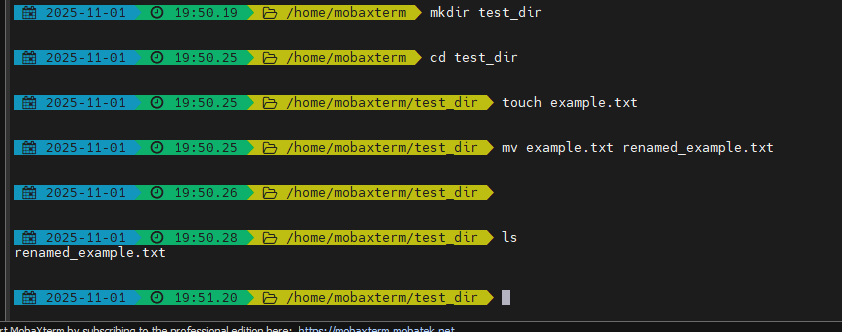 2025-11-01 19:50.19 /home/mobaxterm mkdir test_dir
2025-11-01 19:50.25 /home/mobaxterm cd test_dir
2025-11-01 19:50.25 /home/mobaxterm/test_dir touch example.txt
2025-11-01 19:50.25 /home/mobaxterm/test_dir mv example.txt renamed_example.txt
2025-11-01 19:50.26 /home/mobaxterm/test_dir
2025-11-01 19:50.28 /home/mobaxterm/test_dir ls
renamed_example.txt
2025-11-01 19:51.20 /home/mobaxterm/test_dir
rt MobaXterm by subscribing to the professional edition here: https://mobaxterm.mobatek.net